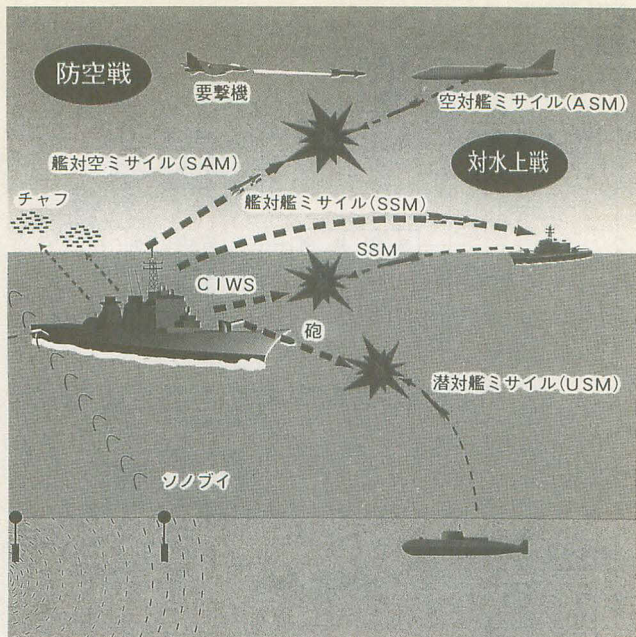 防空戦
要撃機
空対艦ミサイル(ASM)
艦対空ミサイル(SAM)
対水上戦
チャフ
艦対艦ミサイル(SSM)
SSM
CIWS
砲
潜対艦ミサイル(USM)
ソノブイ